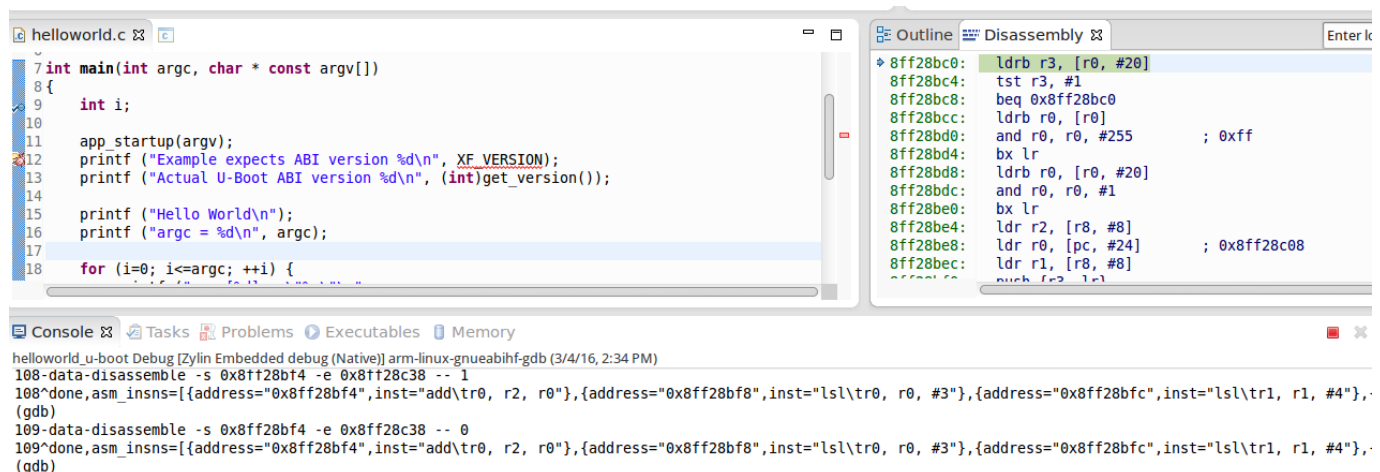 helloworld.c
7 int main(int argc, char * const argv[])
8 {
9 int i;
10
11 app_startup(argv);
12 printf ("Example expects ABI version %d\n", XF_VERSION);
13 printf ("Actual U-Boot ABI version %d\n", (int)get_version());
14
15 printf ("Hello World\n");
16 printf ("argc = %d\n", argc);
17
18 for (i=0; i<=argc; ++i) {
Outline Disassembly Enter lo
8ff28bc0: ldrb r3, [r0, #20]
8ff28bc4: tst r3, #1
8ff28bc8: beq 0x8ff28bc0
8ff28bcc: ldrb r0, [r0]
8ff28bd0: and r0, r0, #255 ; 0xff
8ff28bd4: bx lr
8ff28bd8: ldrb r0, [r0, #20]
8ff28bdc: and r0, r0, #1
8ff28be0: bx lr
8ff28be4: ldr r2, [r8, #8]
8ff28be8: ldr r0, [pc, #24] ; 0x8ff28c08
8ff28bec: ldr r1, [r8, #8]
8ff28bf0: push {r3, lr}
Console Tasks Problems Executables Memory
helloworld_u-boot Debug [Zylin Embedded debug (Native)] arm-linux-gnueabihf-gdb (3/4/16, 2:34 PM)
108-data-disassemble -s 0x8ff28bf4 -e 0x8ff28c38 -- 1
108^done,asm_insns=[{address="0x8ff28bf4",inst="add\tr0, r2, r0"},{address="0x8ff28bf8",inst="lsl\tr0, r0, #3"},{address="0x8ff28bfc",inst="lsl\tr1, r1, #4"},
(gdb)
109-data-disassemble -s 0x8ff28bf4 -e 0x8ff28c38 -- 0
109^done,asm_insns=[{address="0x8ff28bf4",inst="add\tr0, r2, r0"},{address="0x8ff28bf8",inst="lsl\tr0, r0, #3"},{address="0x8ff28bfc",inst="lsl\tr1, r1, #4"},
(gdb)